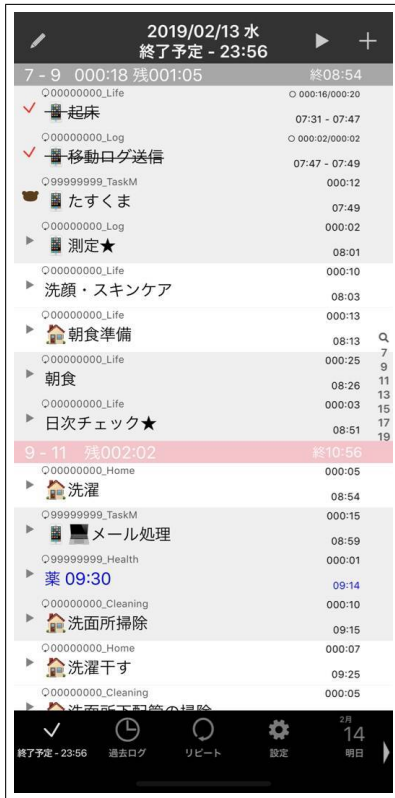 2019/02/13 水
終了予定 - 23:56
7 - 9 000:18 残001:05 終08:54
00000000_Life 000:16/000:20
起床 07:31 - 07:47
00000000_Log 000:02/000:02
移動ログ送信 07:47 - 07:49
99999999_TaskM 000:12
たすくま 07:49
00000000_Log 000:02
測定★ 08:01
00000000_Life 000:10
洗顔・スキンケア 08:03
00000000_Life 000:13
朝食準備 08:13
00000000_Life 000:25
朝食 08:26
00000000_Life 000:03
日次チェック★ 08:51
7
9
11
13
15
17
19
9 - 11 残002:02 終10:56
00000000_Home 000:05
洗濯 08:54
99999999_TaskM 000:15
メール処理 08:59
99999999_Health 000:01
薬 09:30 09:14
00000000_Cleaning 000:10
洗面所掃除 09:15
00000000_Home 000:07
洗濯干す 09:25
00000000_Cleaning 000:05
洗面所下配管の掃除
2月
14
終了予定 - 23:56 過去ログ リピート 設定 明日